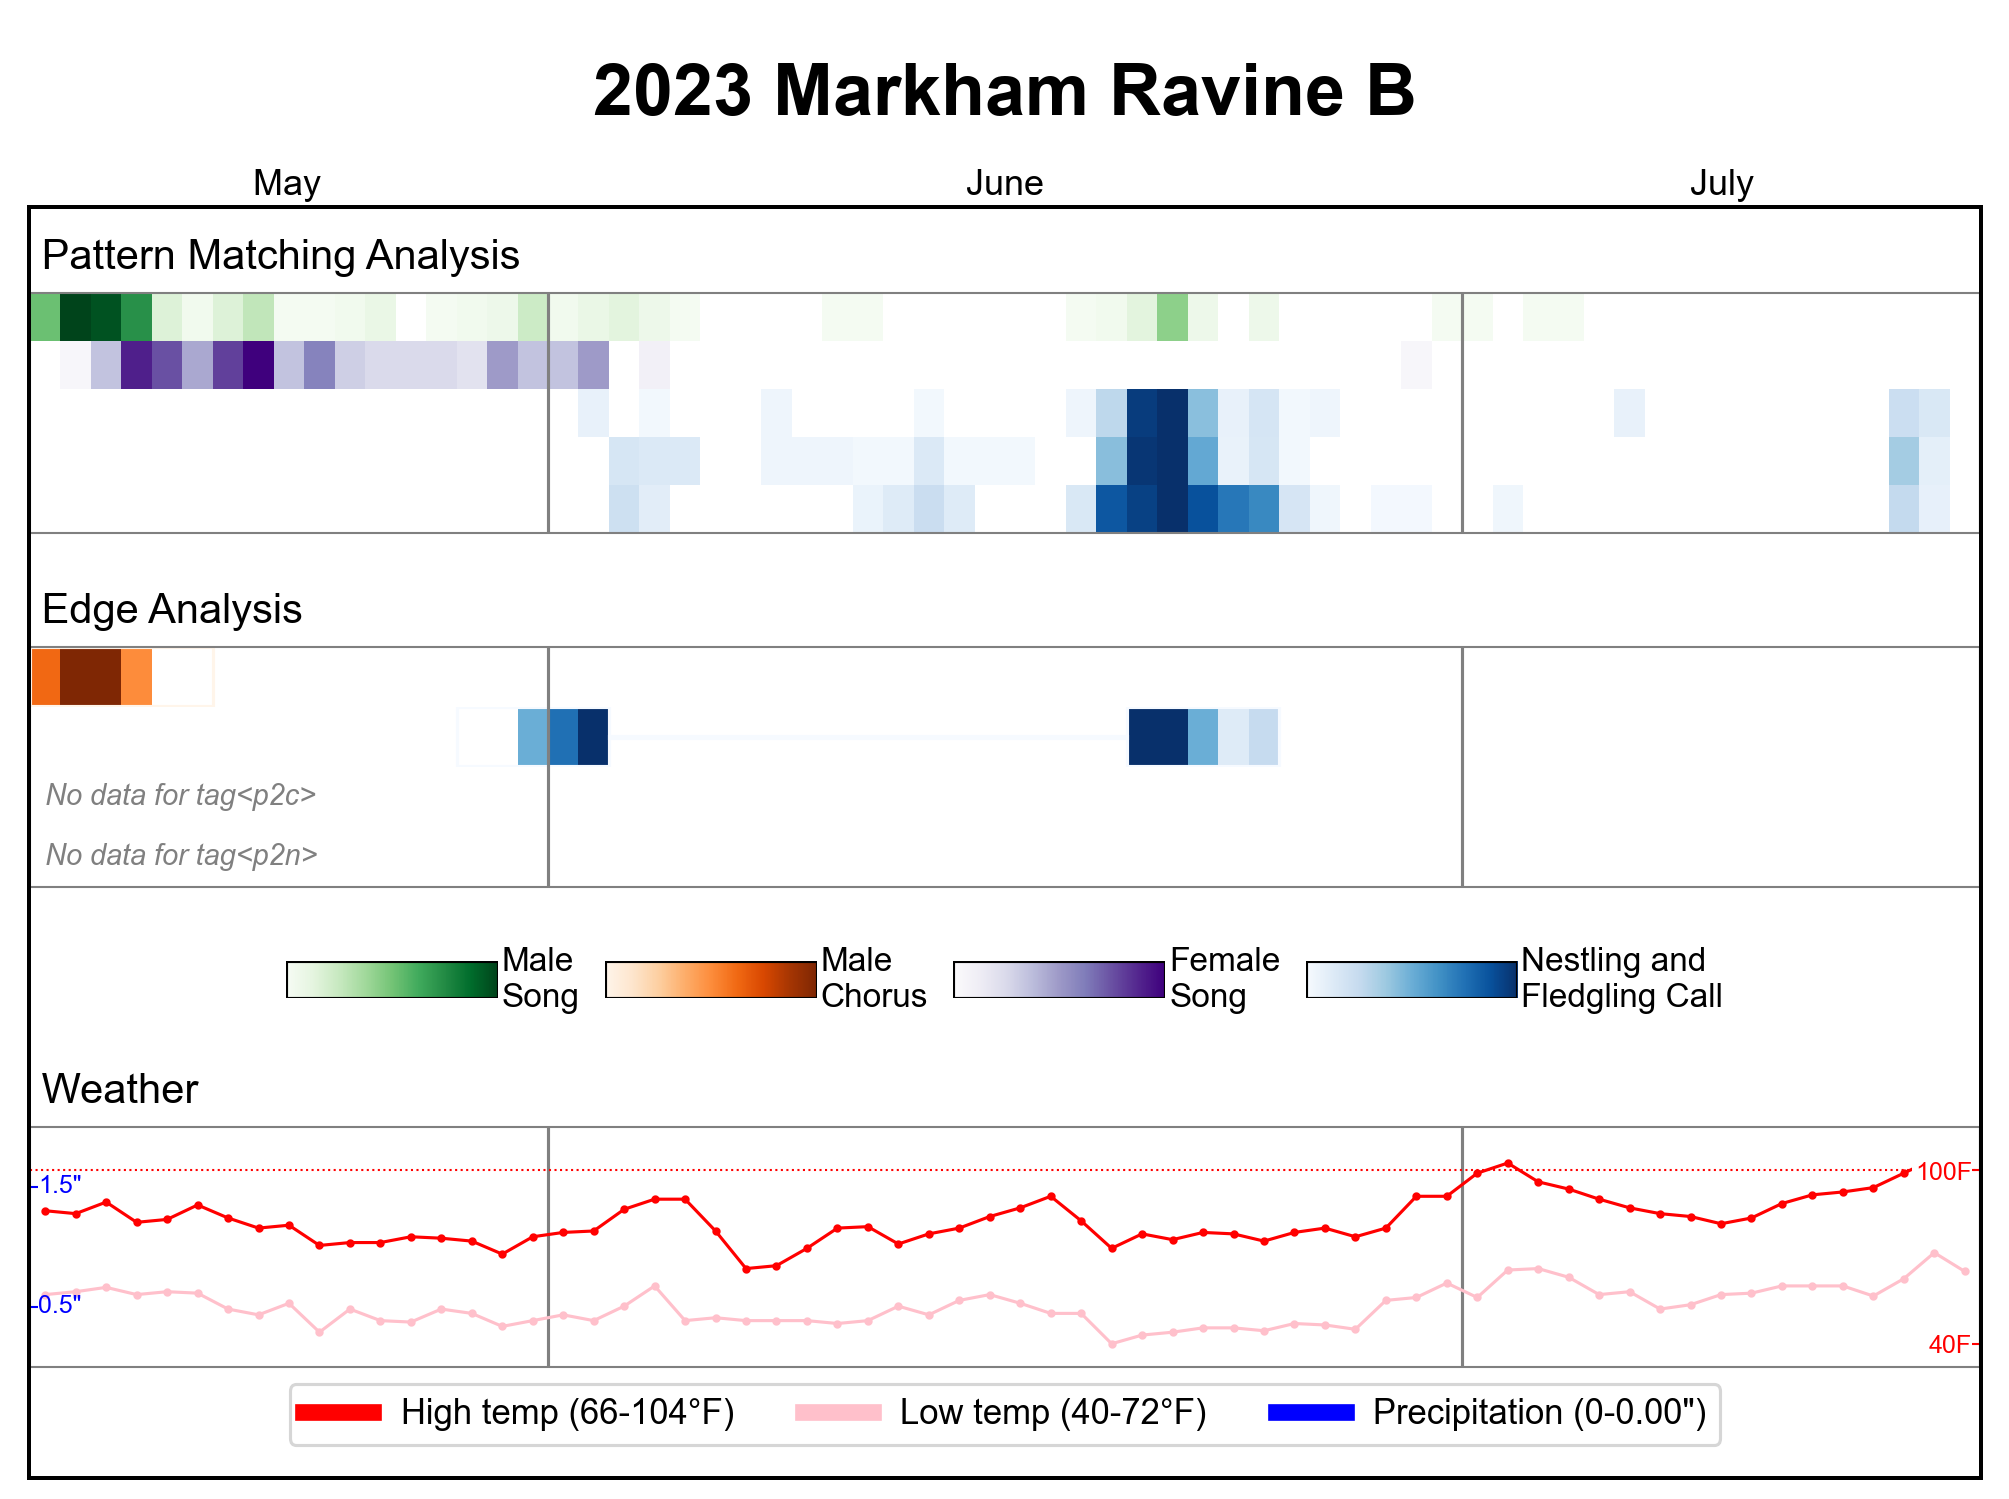 2023 Markham Ravine B
May June July
Pattern Matching Analysis
Edge Analysis
No data for tag<p2c>
No data for tag<p2n>
Male
Song
Male
Chorus
Female
Song
Nestling and
Fledgling Call
Weather
1.5"
100F
0.5"
40F
High temp (66-104°F) Low temp (40-72°F) Precipitation (0-0.00")